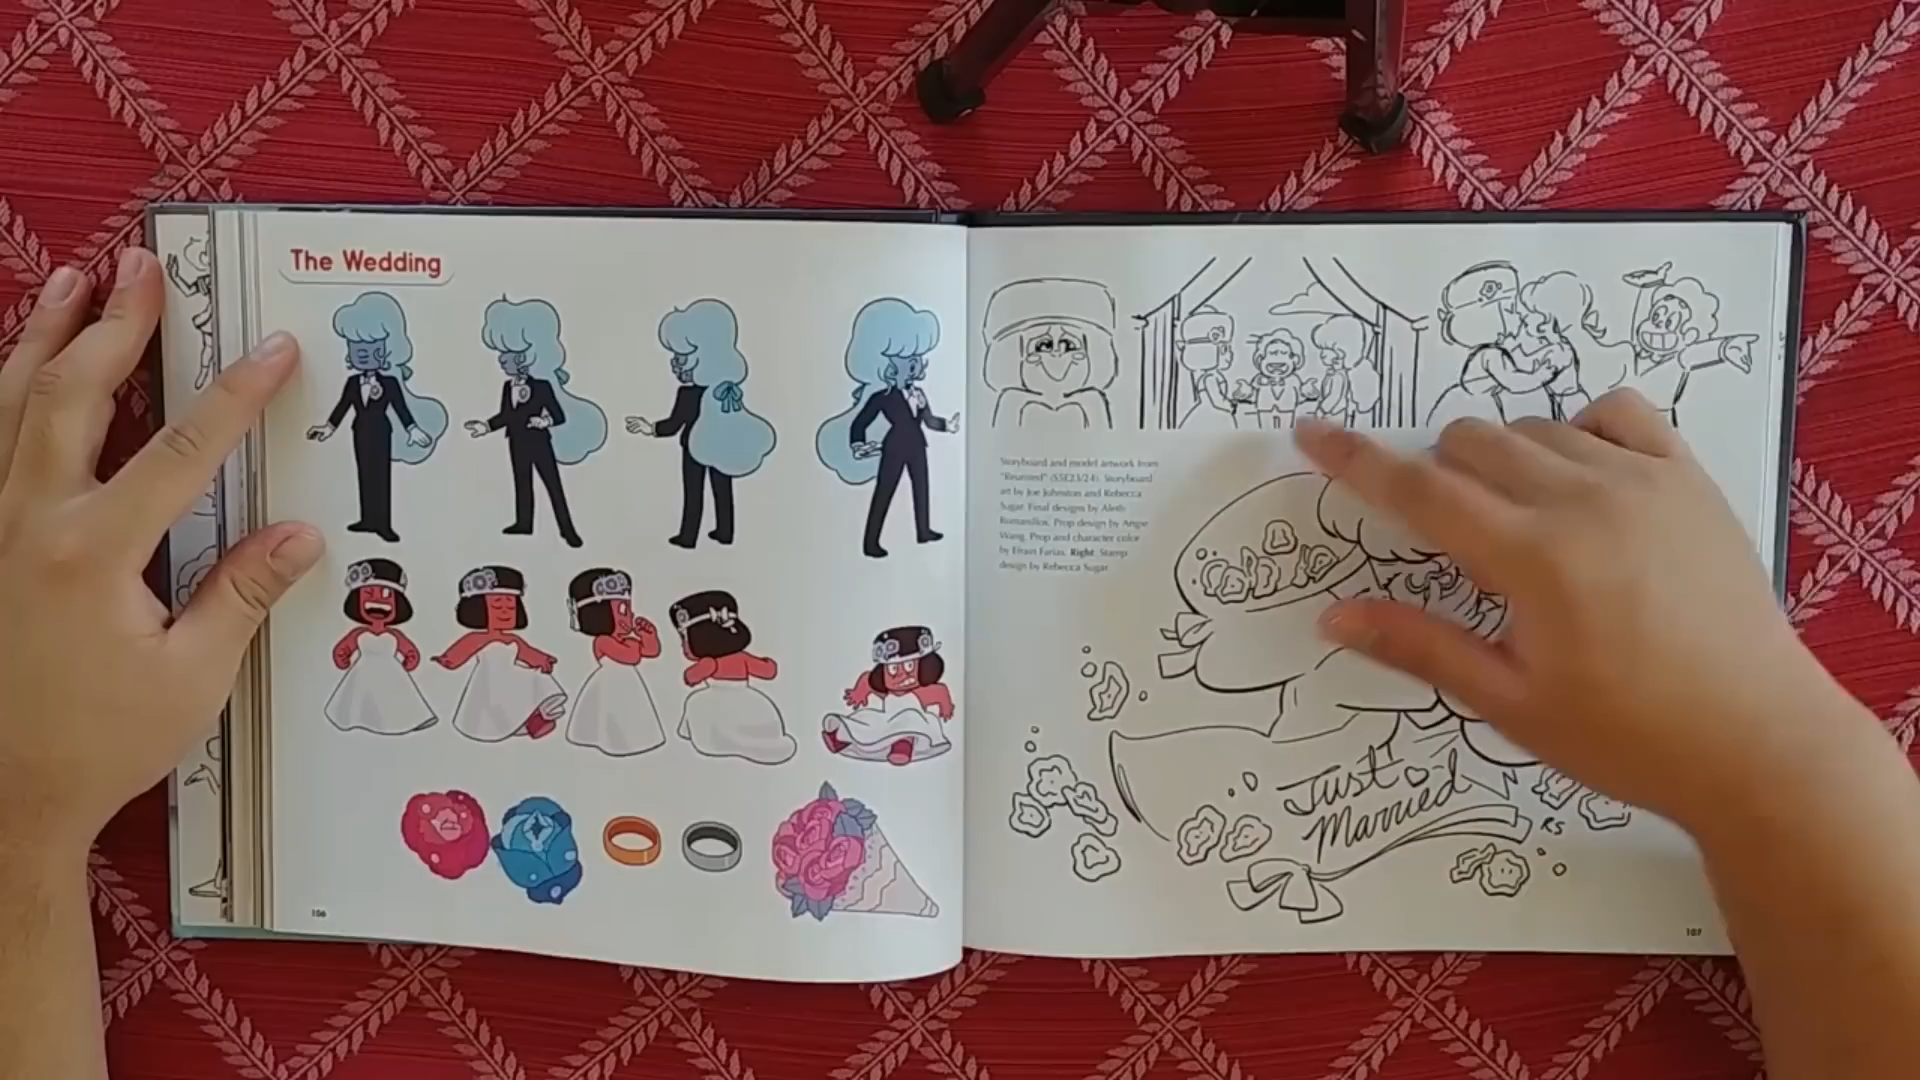 The Wedding
Storyboard and model artwork from
"Reunited" (S5E23/24). Storyboard
art by Joe Johnston and Rebecca
Sugar. Final designs by Aleth
Romanillos. Prop design by Angie
Wang. Prop and character color
by Efrain Farias. Right: Stamp
design by Rebecca Sugar.
Just
Married
RS
106
107